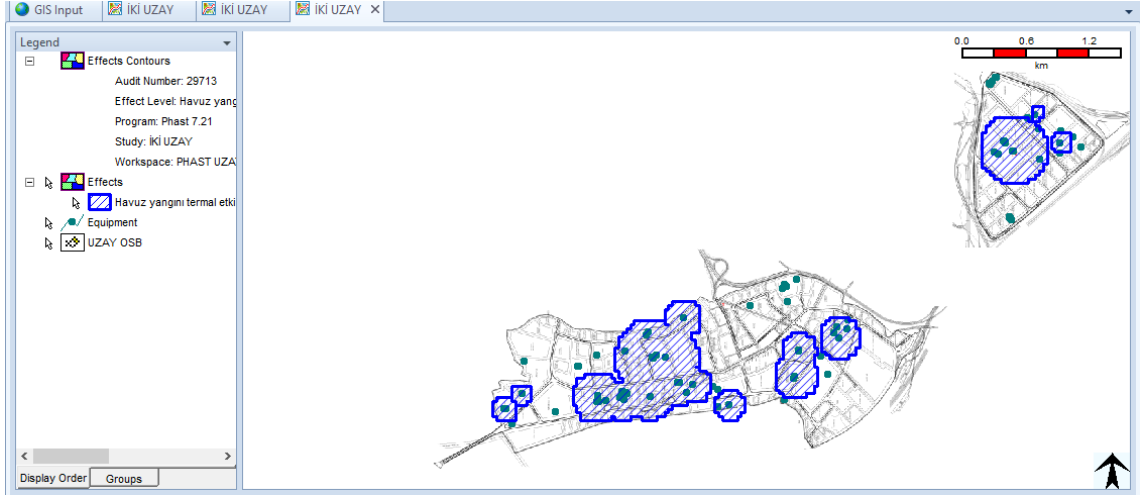 GIS Input
İKİ UZAY
İKİ UZAY
İKİ UZAY
Legend
Effects Contours
Audit Number: 29713
Effect Level: Havuz yang
Program: Phast 7.21
Study: İKİ UZAY
Workspace: PHAST UZA
Effects
Havuz yangını termal etki
Equipment
UZAY OSB
Display Order
Groups
0.0 0.6 1.2
km